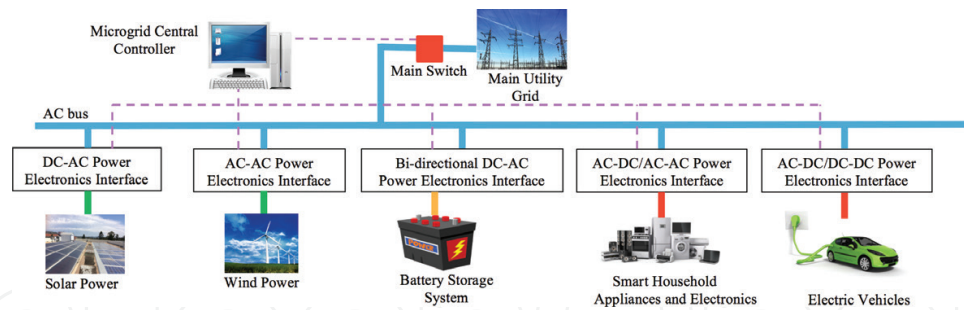 Microgrid Central
Controller
Main Switch
Main Utility
Grid
AC bus
DC-AC Power
Electronics Interface
AC-AC Power
Electronics Interface
Bi-directional DC-AC
Power Electronics Interface
AC-DC/AC-AC Power
Electronics Interface
AC-DC/DC-DC Power
Electronics Interface
Solar Power
Wind Power
Battery Storage
System
Smart Household
Appliances and Electronics
Electric Vehicles